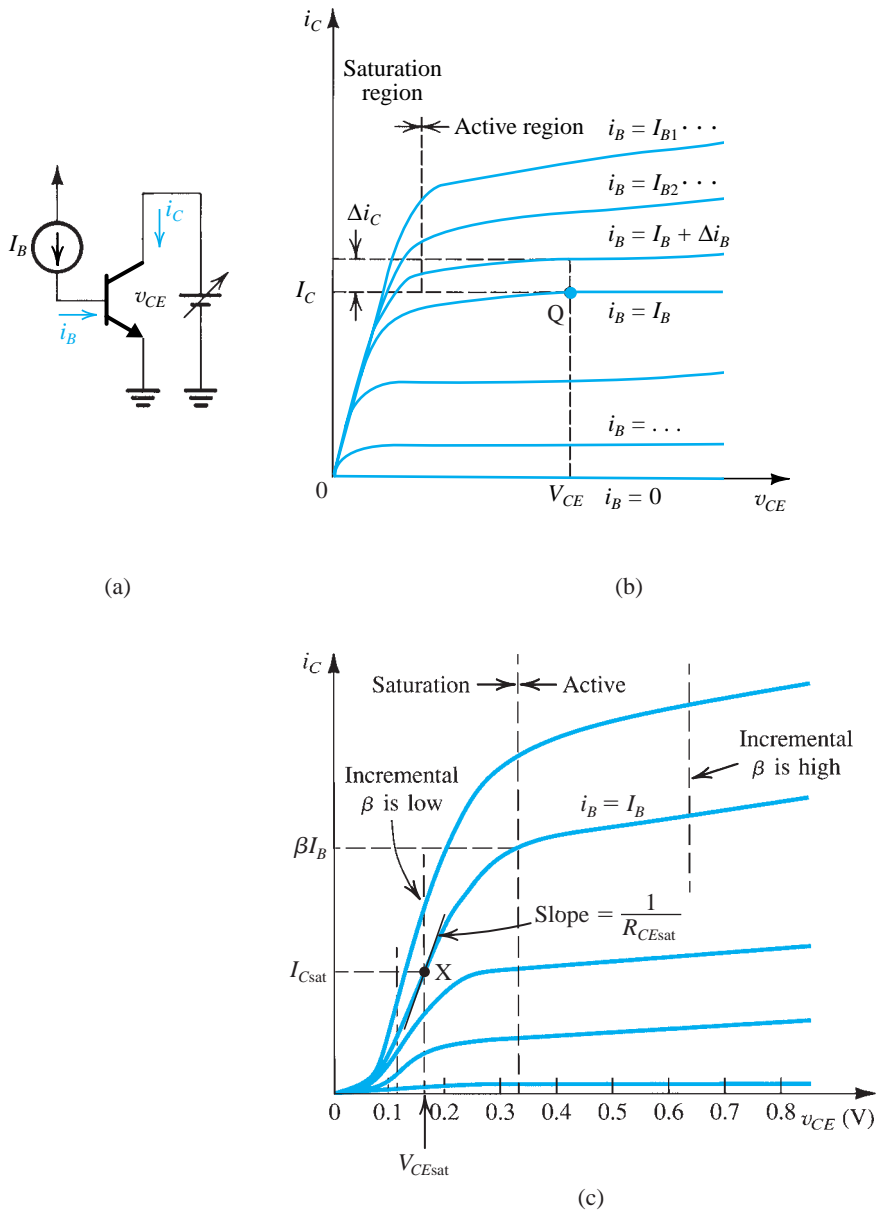 I_B
i_C
v_CE
i_B
(a)
i_C
Saturation
region
Active region
i_B = I_B1 · · ·
i_B = I_B2 · · ·
Δi_C
i_B = I_B + Δi_B
I_C
Q
i_B = I_B
i_B = . . .
0
V_CE
i_B = 0
v_CE
(b)
i_C
Saturation
Active
Incremental
β is low
Incremental
β is high
i_B = I_B
βI_B
Slope = 1/R_CEsat
I_Csat
X
0
0.1
0.2
0.3
0.4
0.5
0.6
0.7
0.8
v_CE (V)
V_CEsat
(c)